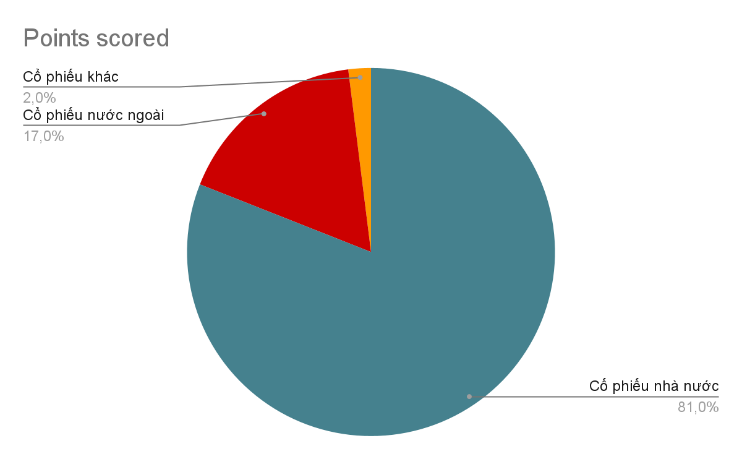 Points scored
Cổ phiếu khác
2,0%
Cổ phiếu nước ngoài
17,0%
Cổ phiếu nhà nước
81,0%